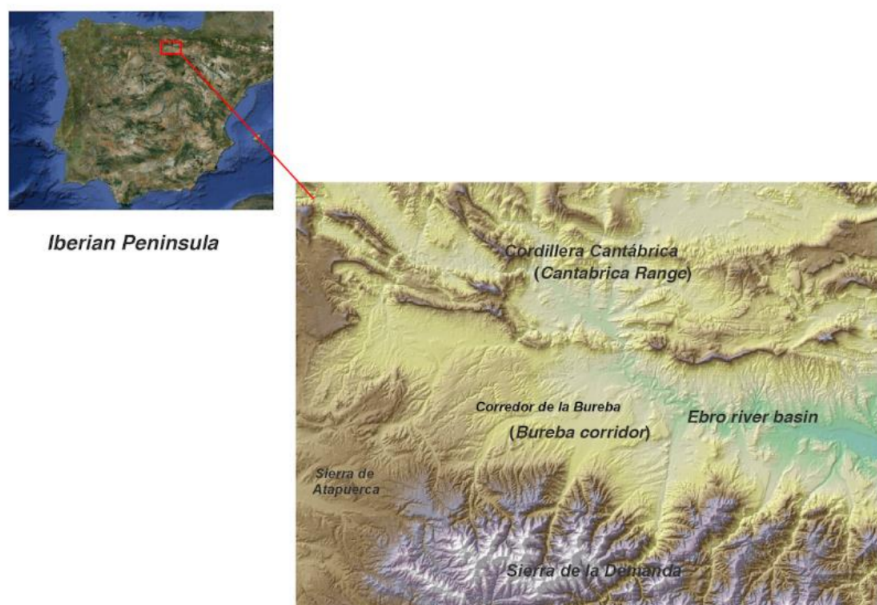 Iberian Peninsula
Cordillera Cantábrica
(Cantabrica Range)
Corredor de la Bureba
(Bureba corridor)
Ebro river basin
Sierra de
Atapuerca
Sierra de la Demanda